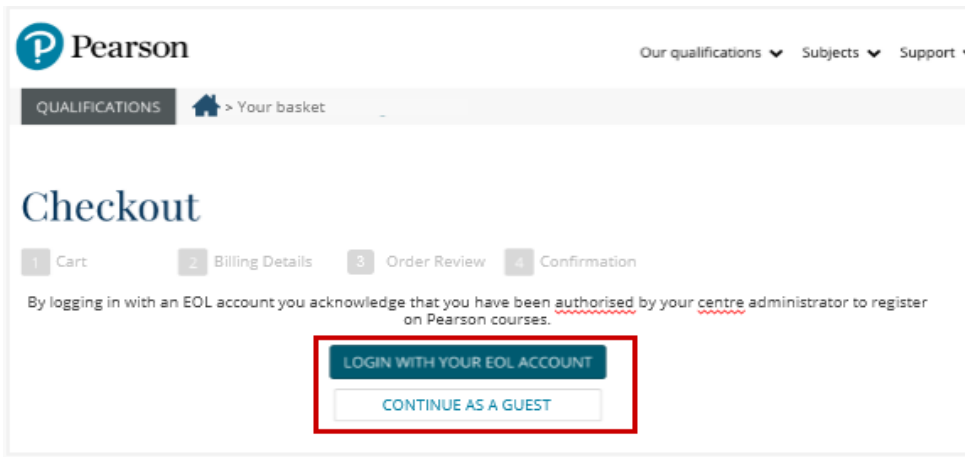 Pearson
Our qualifications Subjects Support
QUALIFICATIONS > Your basket
Checkout
1 Cart 2 Billing Details 3 Order Review 4 Confirmation
By logging in with an EOL account you acknowledge that you have been authorised by your centre administrator to register
on Pearson courses.
LOGIN WITH YOUR EOL ACCOUNT
CONTINUE AS A GUEST